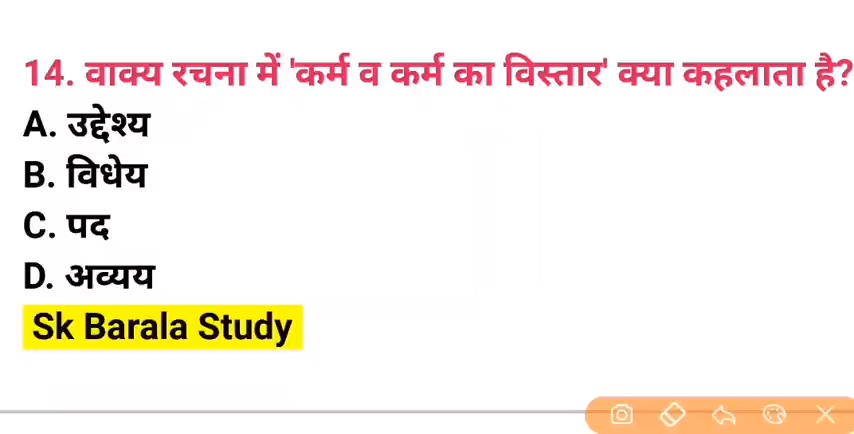 14. वाक्य रचना में 'कर्म व कर्म का विस्तार' क्या कहलाता है?
A. उद्देश्य
B. विधेय
C. पद
D. अव्यय
Sk Barala Study